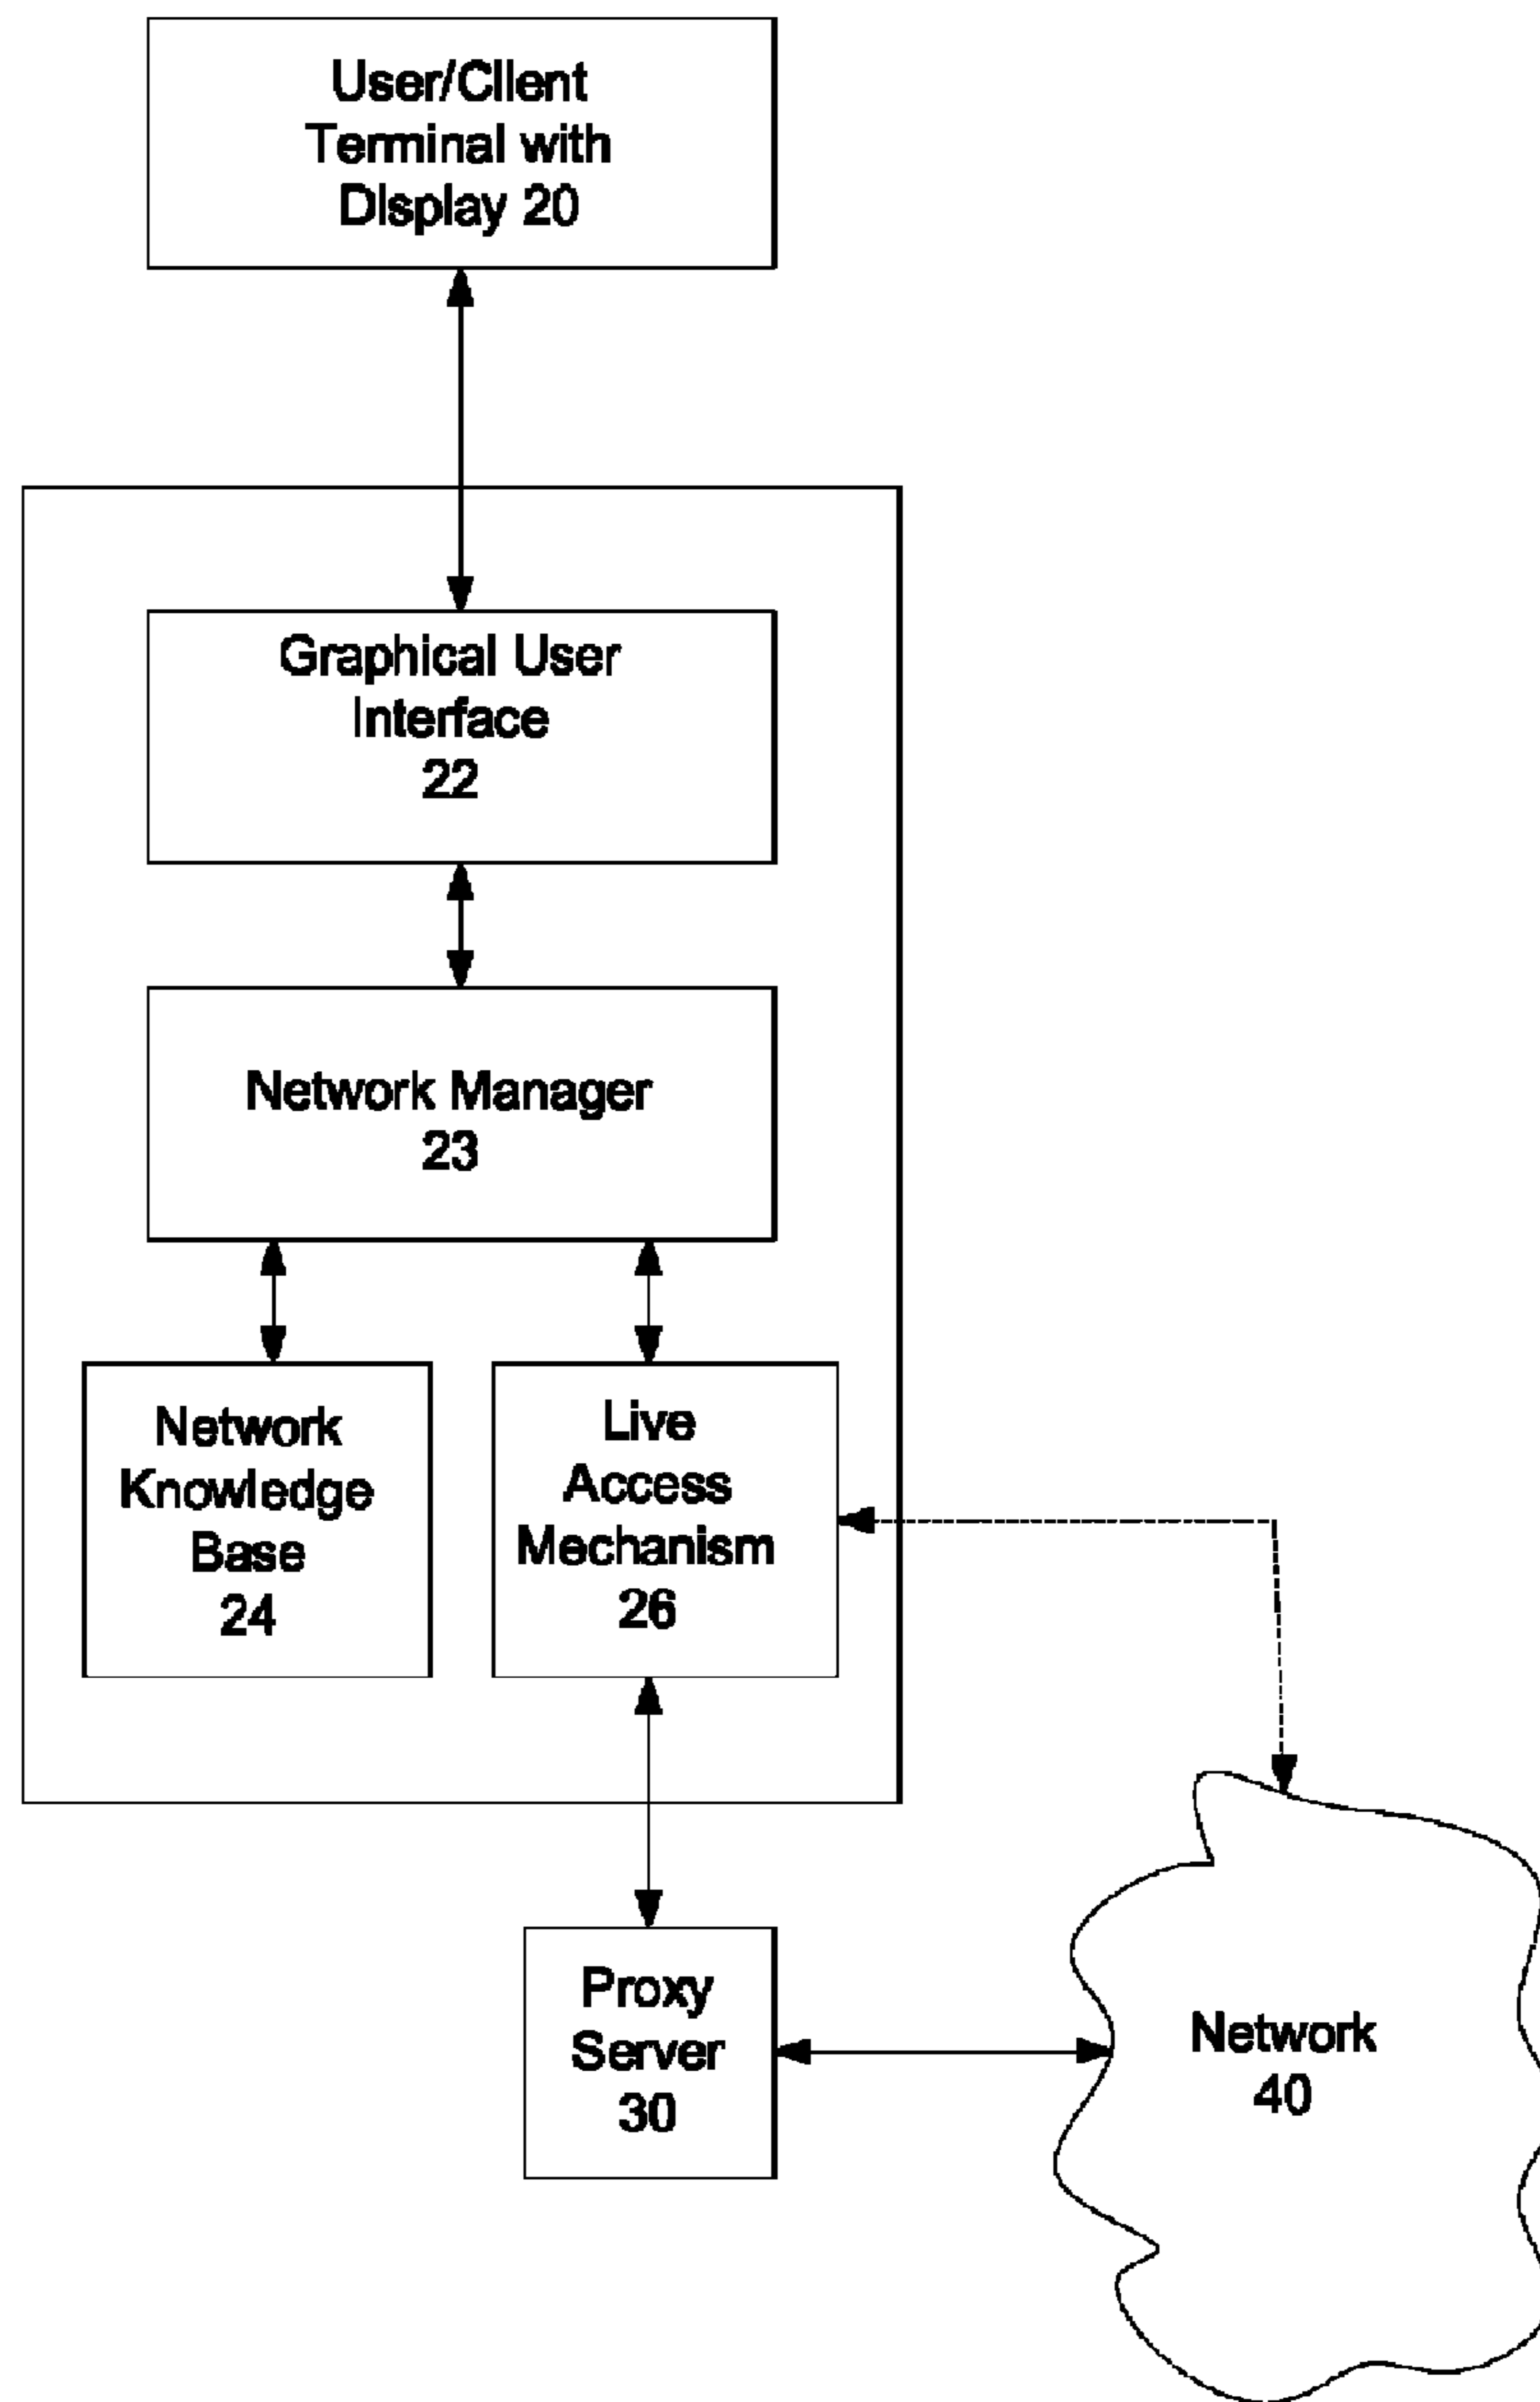 User/Client
Terminal with
Display 20
Graphical User
Interface
22
Network Manager
23
Network
Knowledge
Base
24
Live
Access
Mechanism
26
Proxy
Server
30
Network
40